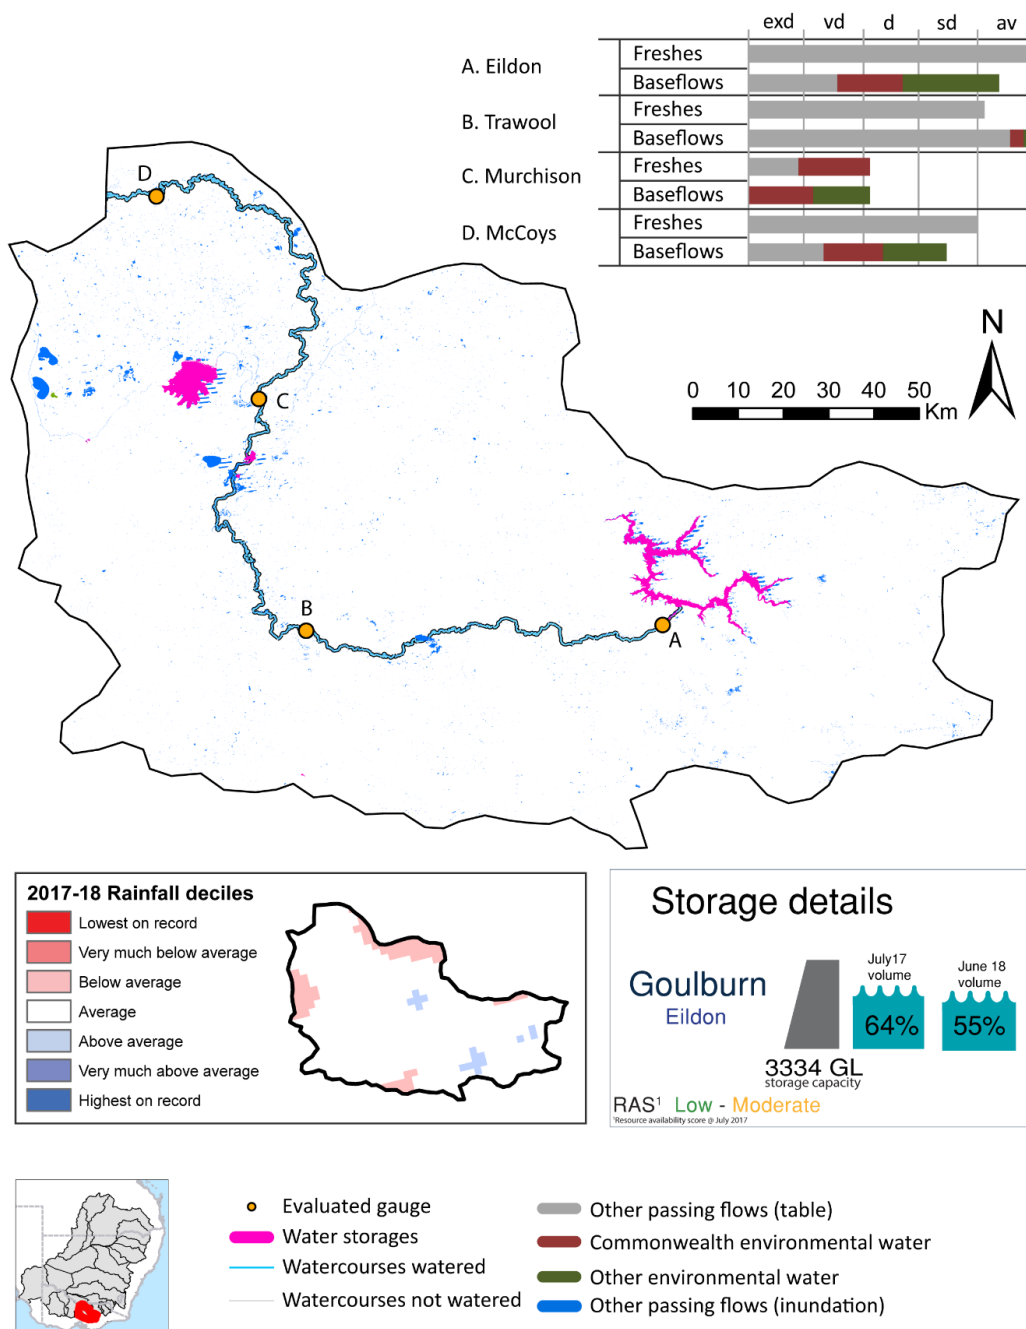 exd vd d sd av
A. Eildon
Freshes
Baseflows
B. Trawool
Freshes
Baseflows
C. Murchison
Freshes
Baseflows
D. McCoys
Freshes
Baseflows
D
N
0 10 20 30 40 50 Km
C
B
A
2017-18 Rainfall deciles
Lowest on record
Very much below average
Below average
Average
Above average
Very much above average
Highest on record
Storage details
Goulburn
Eildon
July17
volume
64%
June 18
volume
55%
3334 GL
storage capacity
RAS¹ Low - Moderate
¹Resource availability score @ July 2017
Evaluated gauge
Water storages
Watercourses watered
Watercourses not watered
Other passing flows (table)
Commonwealth environmental water
Other environmental water
Other passing flows (inundation)